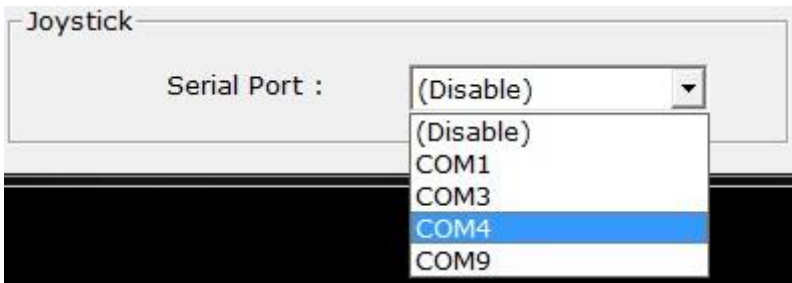 Joystick
Serial Port : (Disable)
(Disable)
COM1
COM3
COM4
COM9